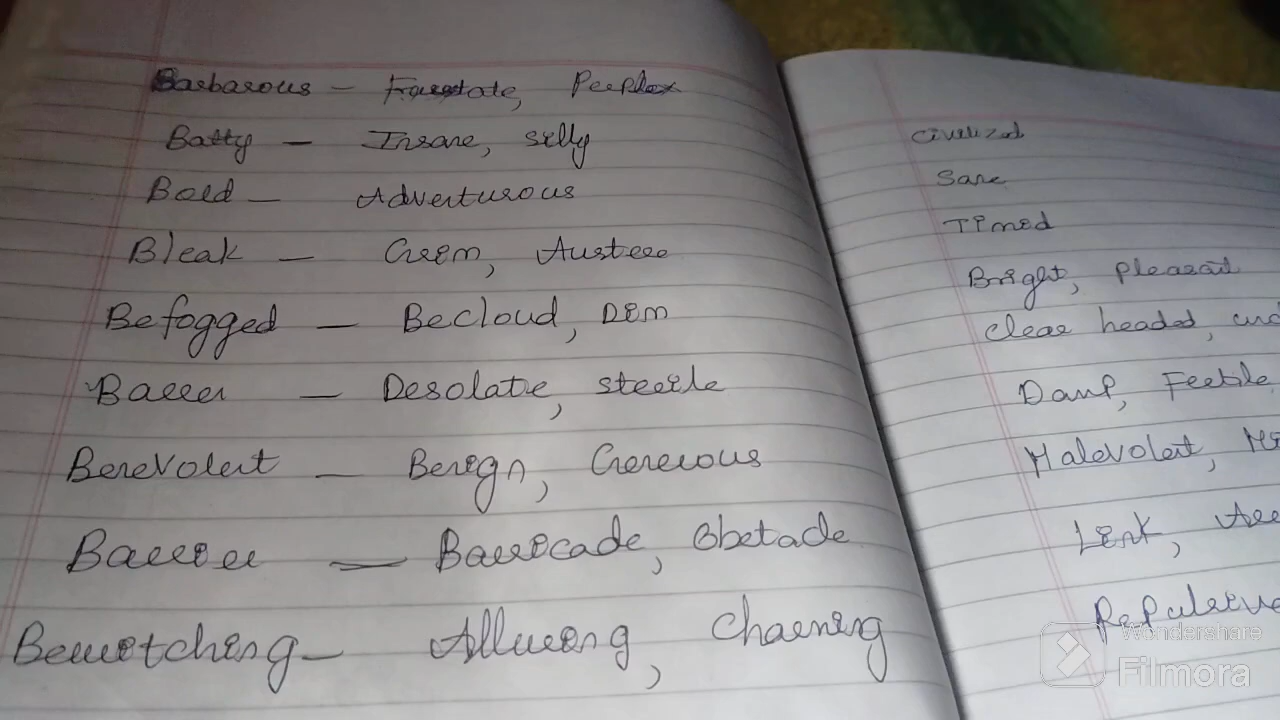 Barbarous - Frustate, Perplex
Batty - Insane, silly
Bold - Adventurous
Bleak - Grim, Austere
Befogged - Becloud, Dim
Barren - Desolate, sterile
Benevolent - Benign, Generous
Barrier - Barricade, Obstacle
Bewitching - Alluring, Charming
Civilized
Sane
Timid
Bright, pleasant
clear headed,
Damp, Fertile
Malevolent,
Link,
Repulsive
Wondershare
Filmora